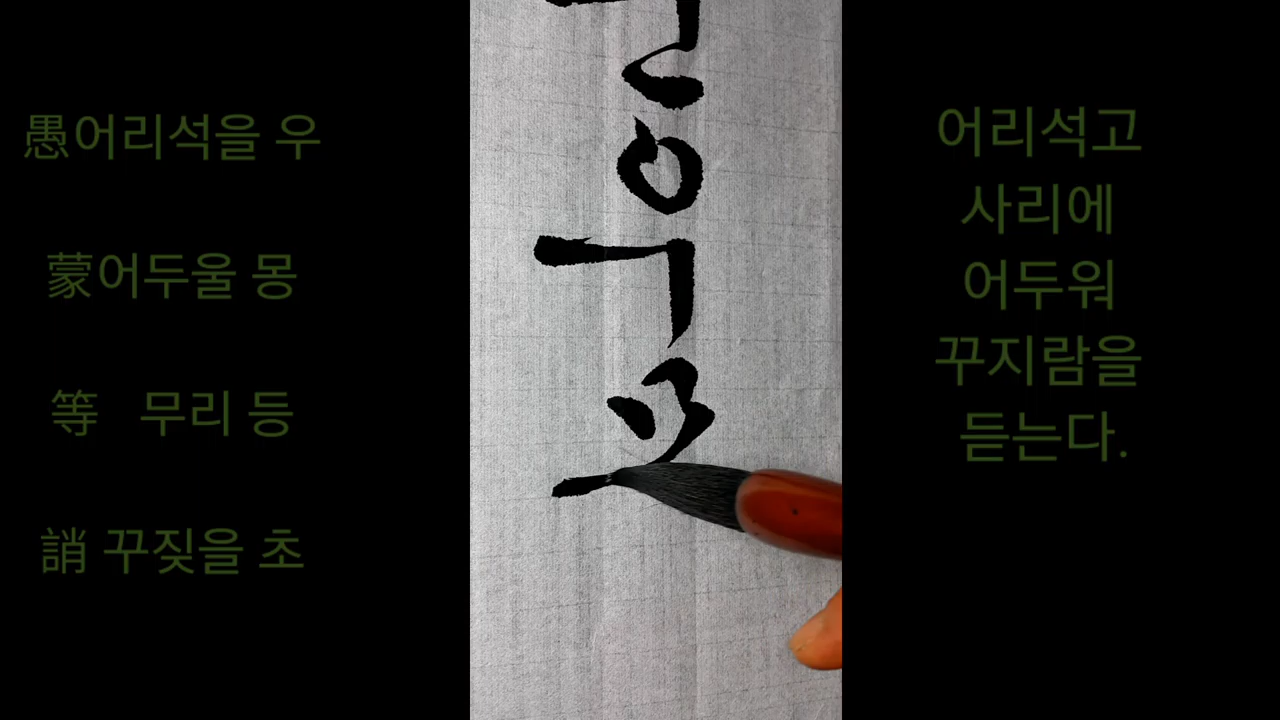 愚어리석을 우
蒙어두울 몽
等 무리 등
誚 꾸짖을 초
우
어리석고
사리에
어두워
꾸지람을
듣는다.